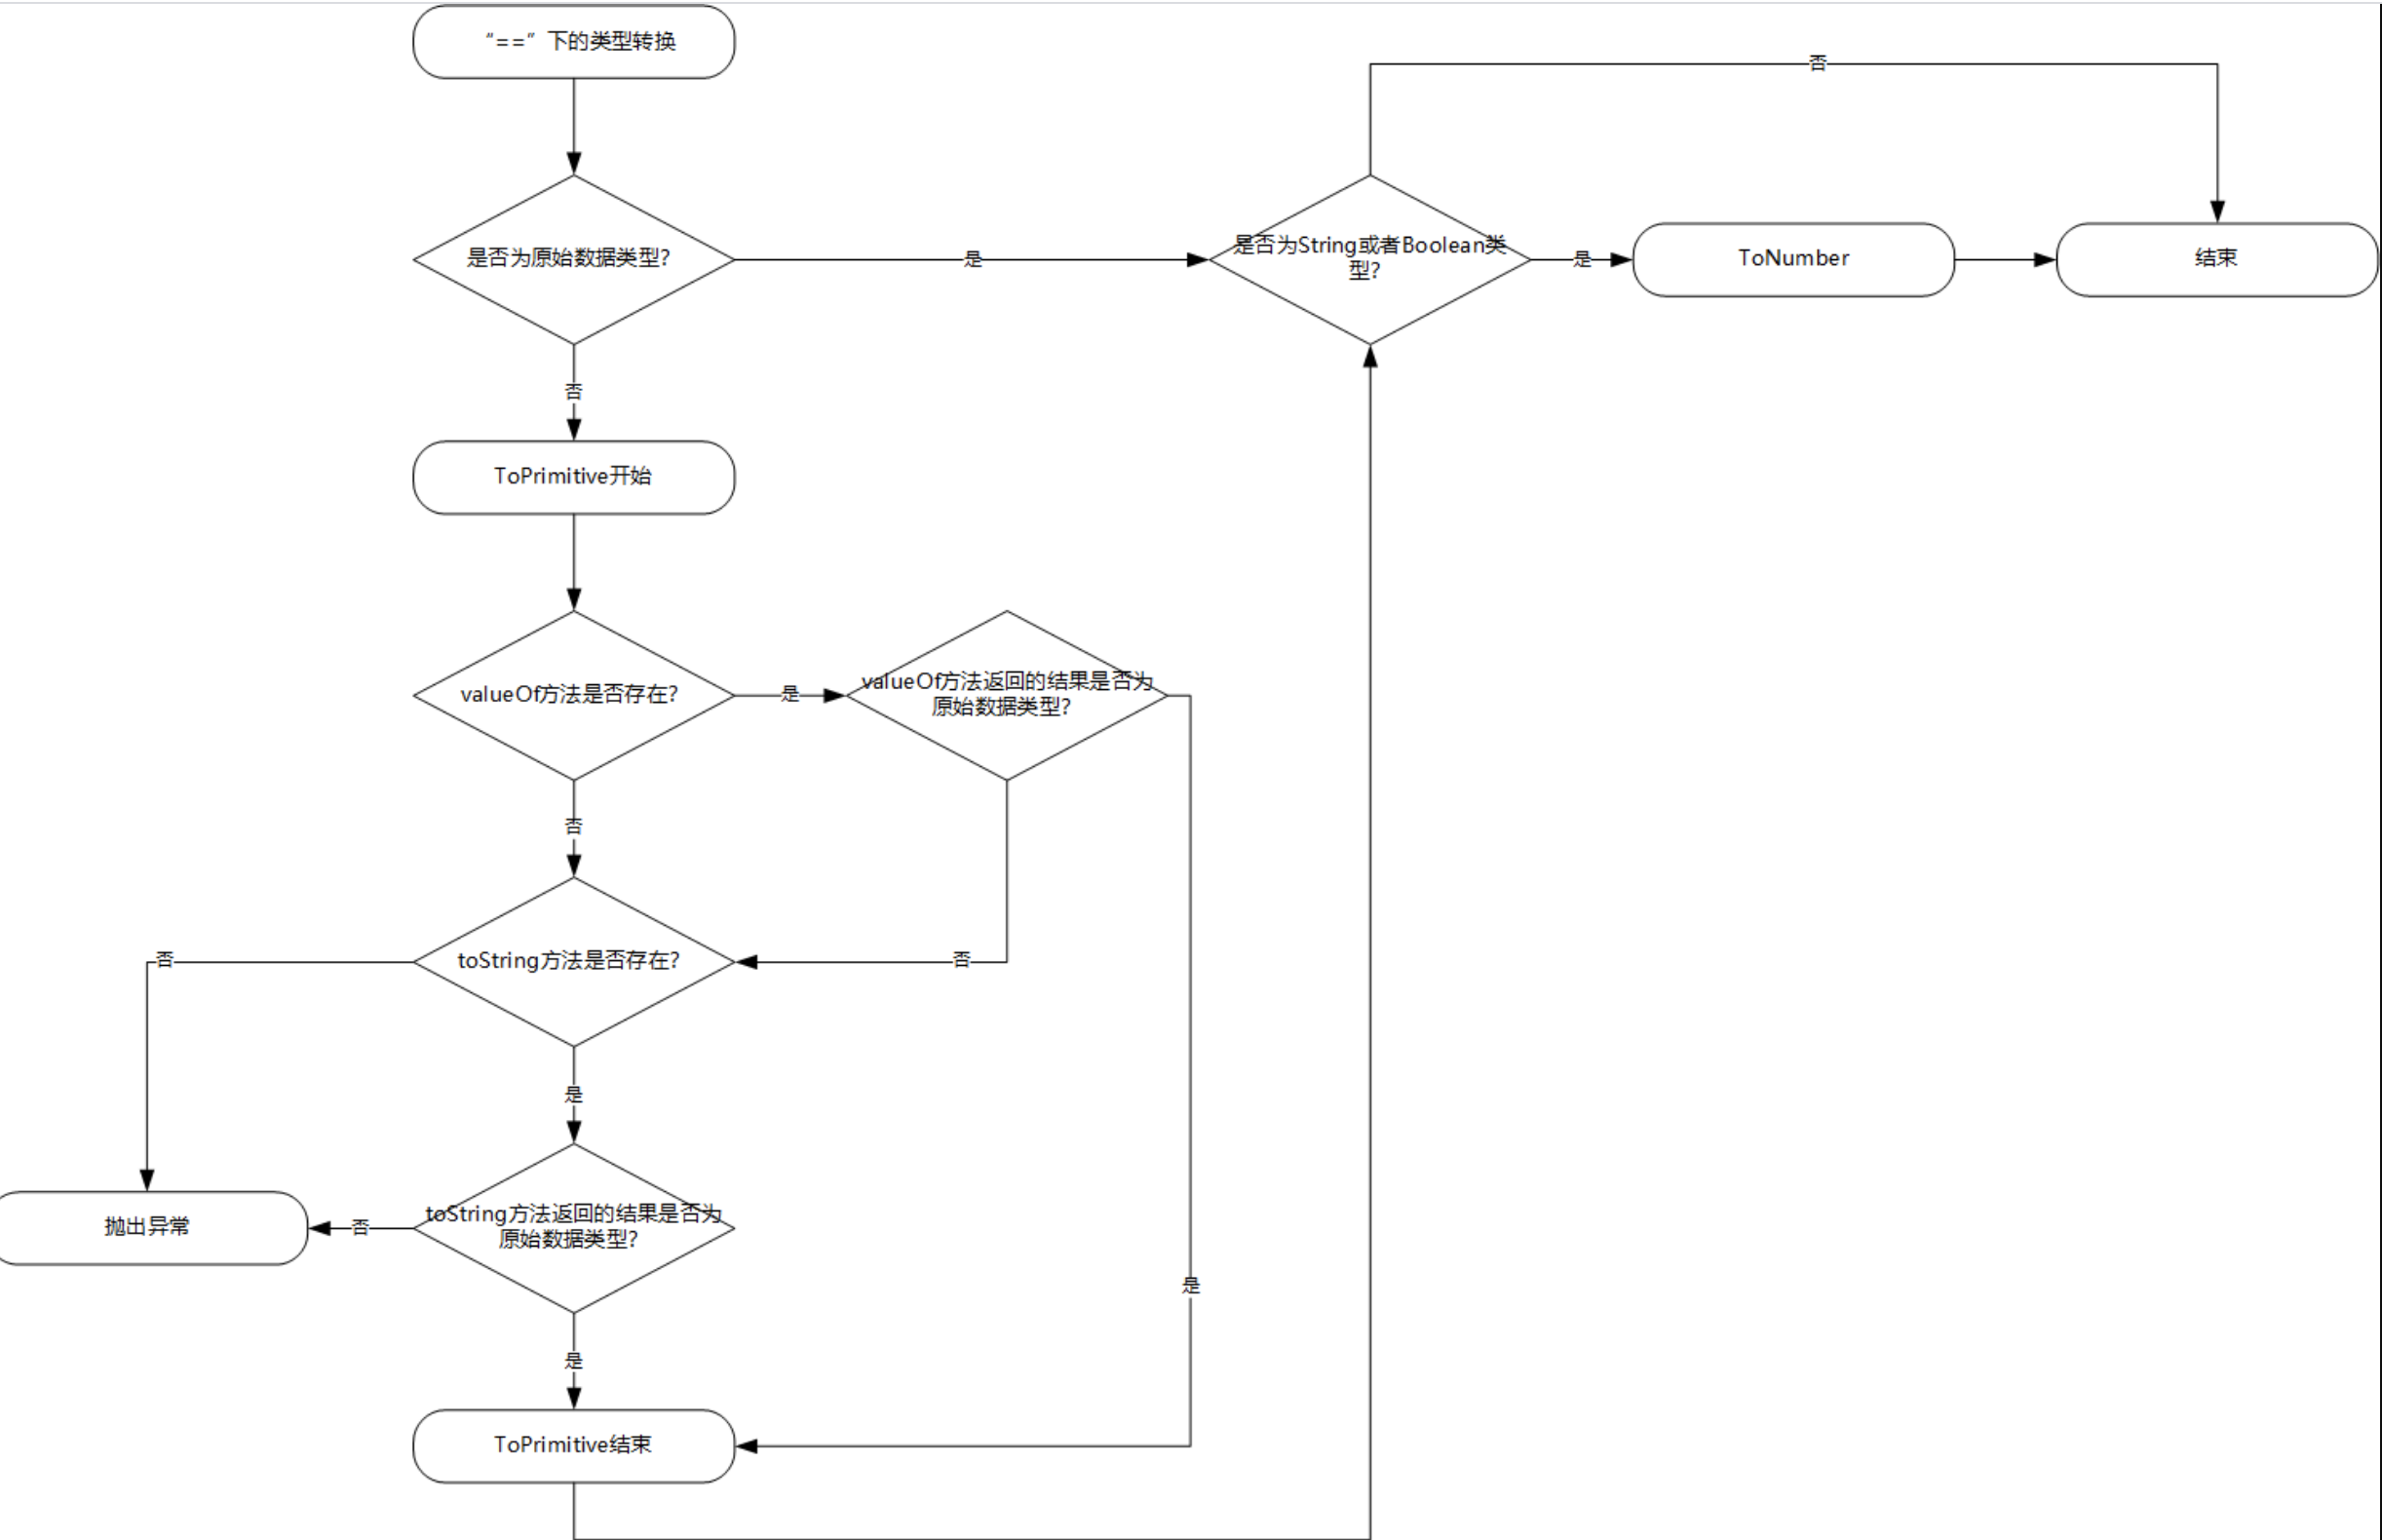 “==”下的类型转换
否
是否为原始数据类型?
是
是否为String或者Boolean类
型?
是
ToNumber
结束
否
ToPrimitive开始
valueOf方法是否存在?
是
valueOf方法返回的结果是否为
原始数据类型?
否
toString方法是否存在?
否
否
是
toString方法返回的结果是否为
原始数据类型?
否
抛出异常
是
是
ToPrimitive结束